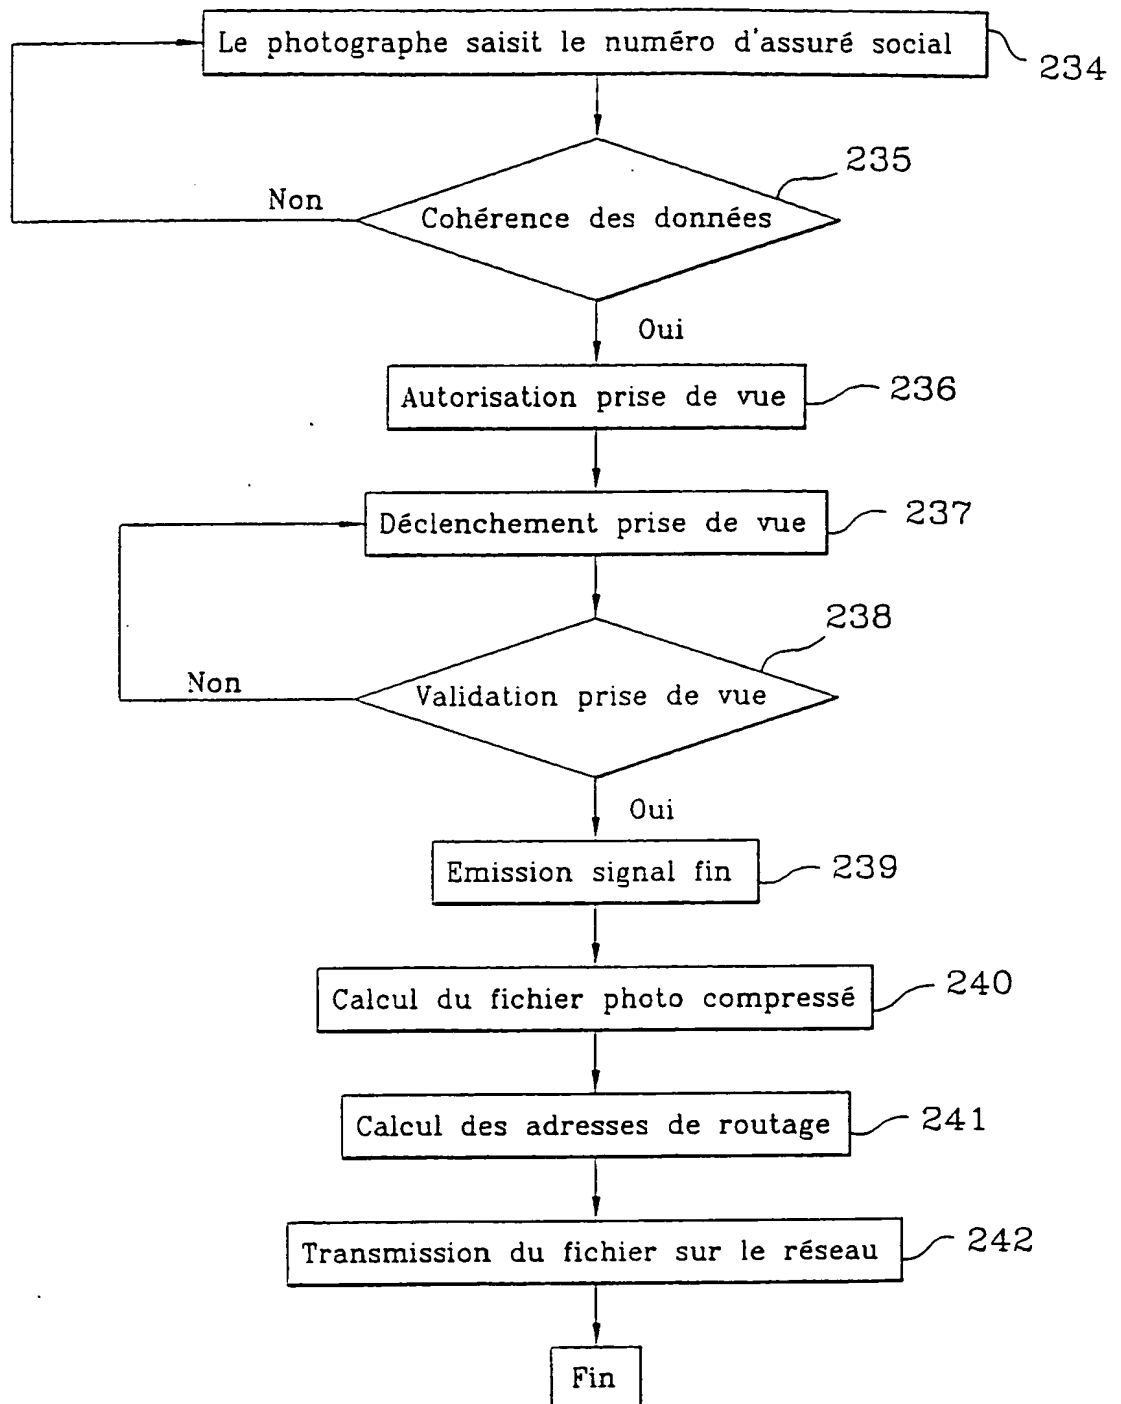 Le photographe saisit le numéro d'assuré social
234
235
Non
Cohérence des données
Oui
Autorisation prise de vue
236
Déclenchement prise de vue
237
238
Non
Validation prise de vue
Oui
Emission signal fin
239
Calcul du fichier photo compressé
240
Calcul des adresses de routage
241
Transmission du fichier sur le réseau
242
Fin